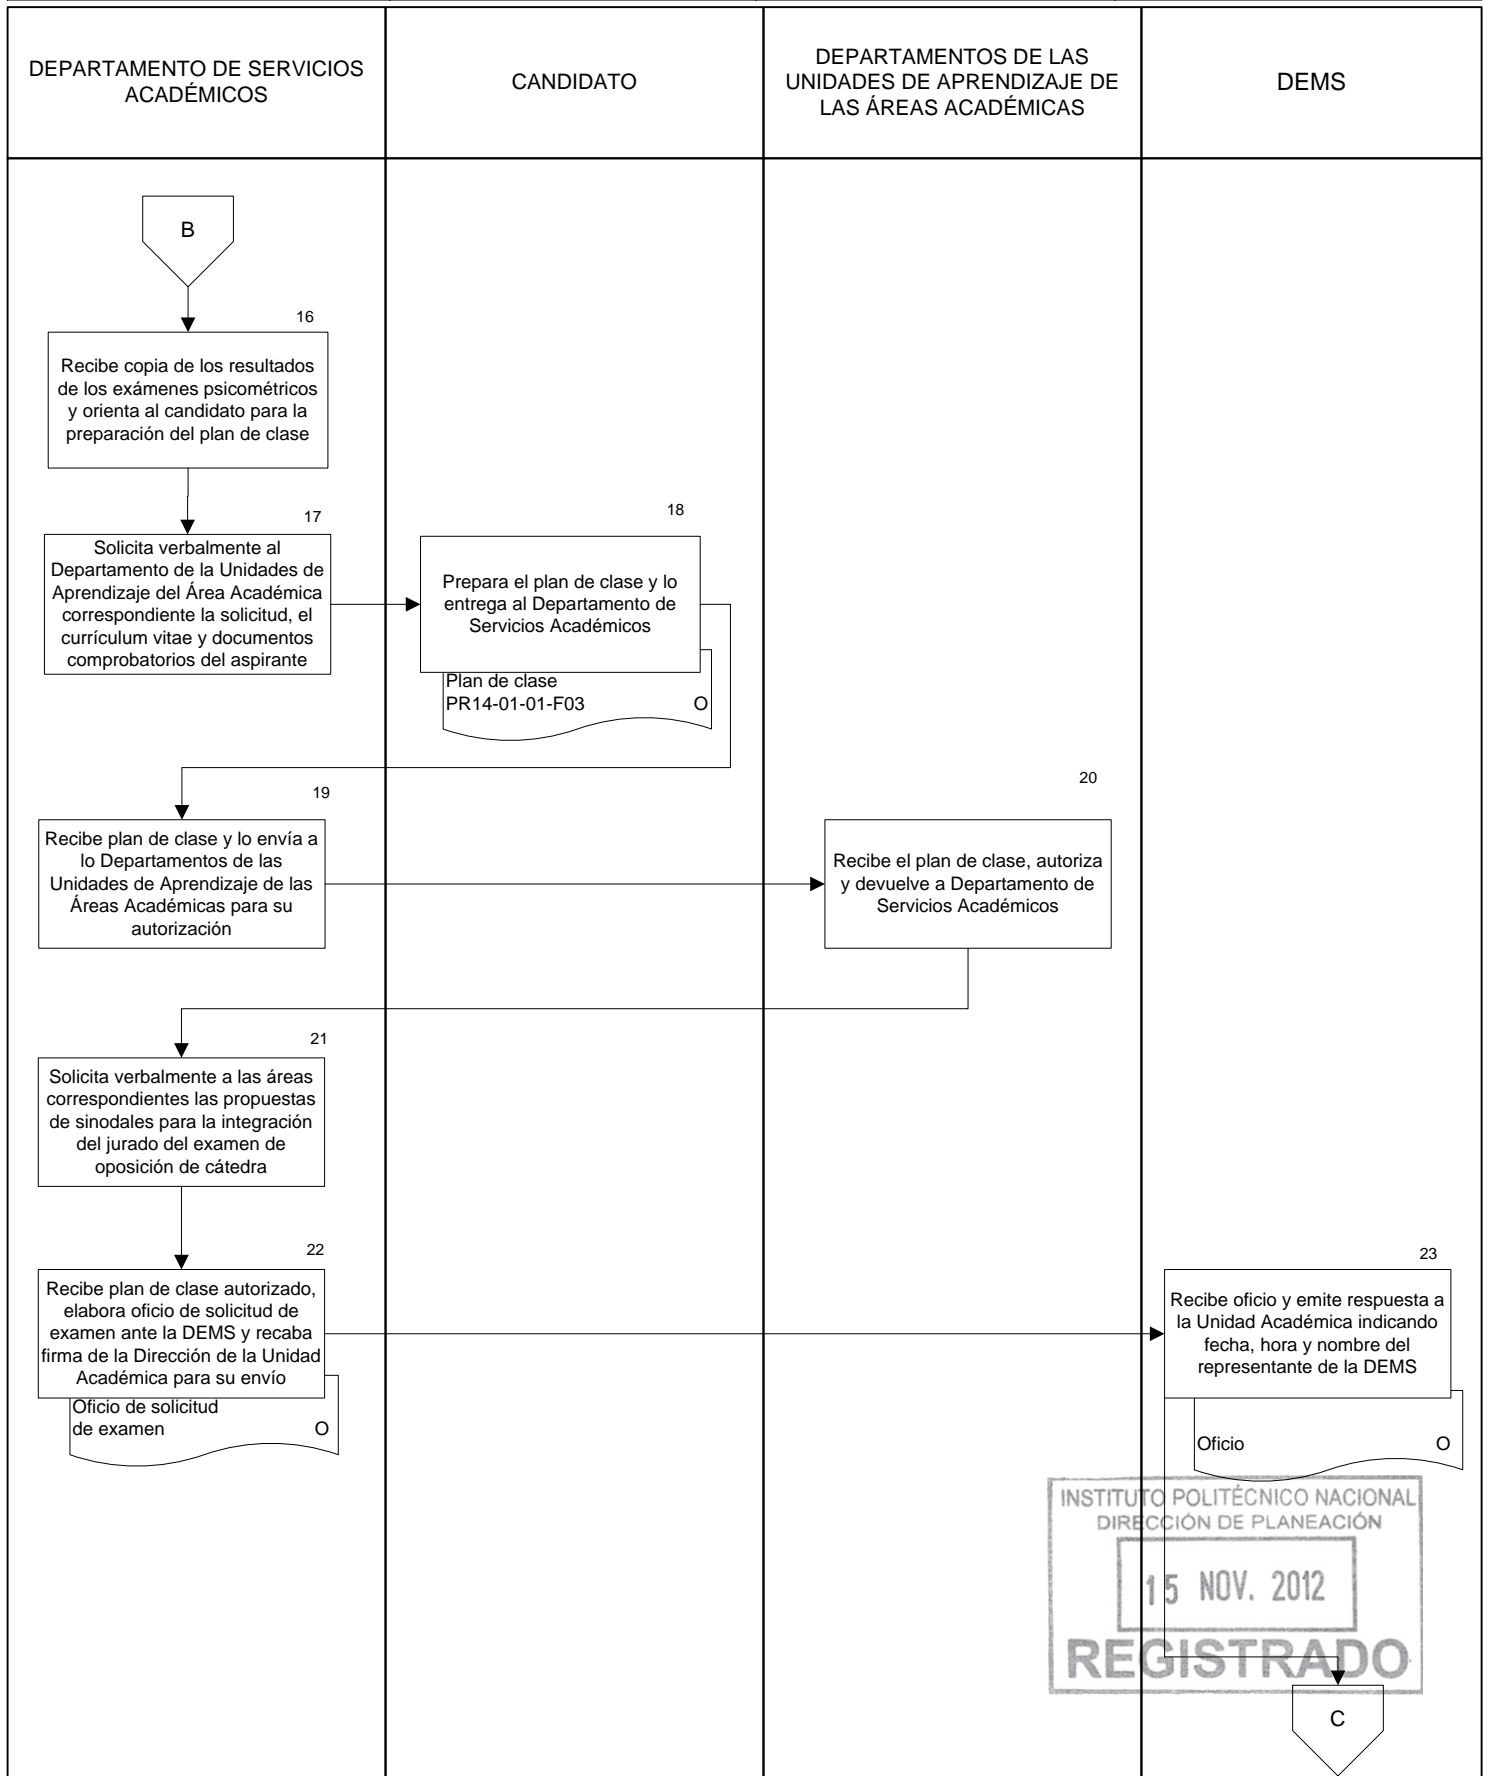 DEPARTAMENTO DE SERVICIOS
ACADÉMICOS
CANDIDATO
DEPARTAMENTOS DE LAS
UNIDADES DE APRENDIZAJE DE
LAS ÁREAS ACADÉMICAS
DEMS
B
16
Recibe copia de los resultados
de los exámenes psicométricos
y orienta al candidato para la
preparación del plan de clase
17
Solicita verbalmente al
Departamento de la Unidades de
Aprendizaje del Área Académica
correspondiente la solicitud, el
currículum vitae y documentos
comprobatorios del aspirante
18
Prepara el plan de clase y lo
entrega al Departamento de
Servicios Académicos
Plan de clase
PR14-01-01-F03 O
19
Recibe plan de clase y lo envía a
lo Departamentos de las
Unidades de Aprendizaje de las
Áreas Académicas para su
autorización
20
Recibe el plan de clase, autoriza
y devuelve a Departamento de
Servicios Académicos
21
Solicita verbalmente a las áreas
correspondientes las propuestas
de sinodales para la integración
del jurado del examen de
oposición de cátedra
22
Recibe plan de clase autorizado,
elabora oficio de solicitud de
examen ante la DEMS y recaba
firma de la Dirección de la Unidad
Académica para su envío
Oficio de solicitud
de examen O
23
Recibe oficio y emite respuesta a
la Unidad Académica indicando
fecha, hora y nombre del
representante de la DEMS
Oficio O
INSTITUTO POLITÉCNICO NACIONAL
DIRECCIÓN DE PLANEACIÓN
15 NOV. 2012
REGISTRADO
C